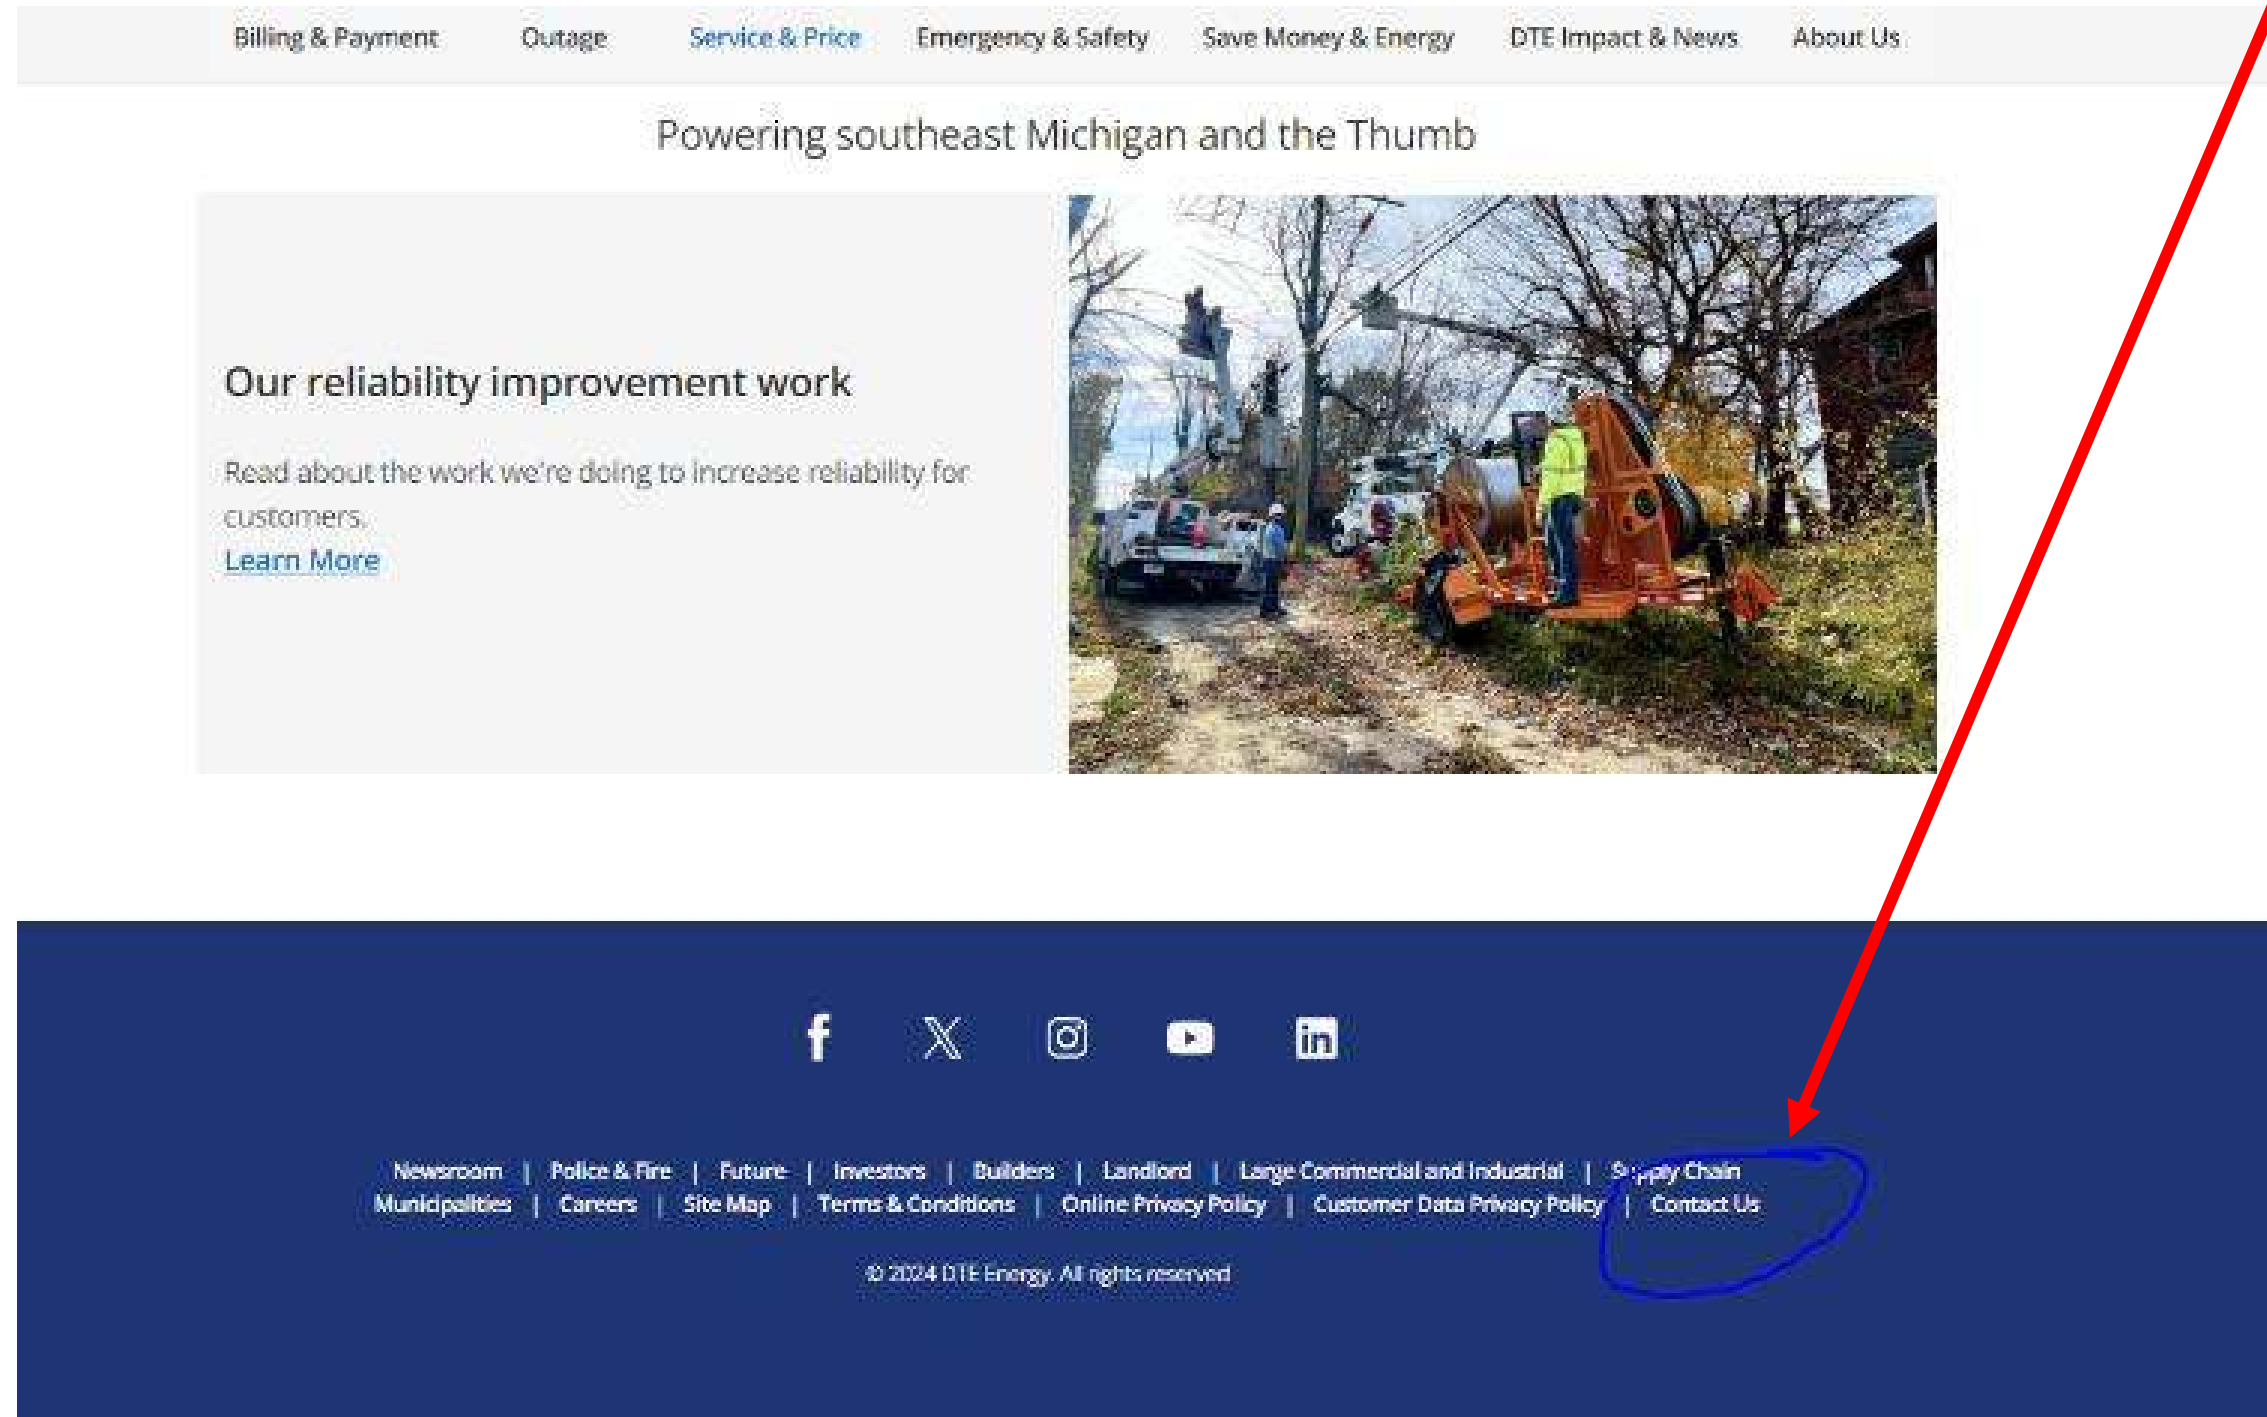 Billing & Payment Outage Service & Price Emergency & Safety Save Money & Energy DTE Impact & News About Us
Powering southeast Michigan and the Thumb
Our reliability improvement work
Read about the work we're doing to increase reliability for
customers.
Learn More
Newsroom | Police & Fire | Future | Investors | Builders | Landlord | Large Commercial and Industrial | Supply Chain
Municipalities | Careers | Site Map | Terms & Conditions | Online Privacy Policy | Customer Data Privacy Policy | Contact Us
© 2024 DTE Energy. All rights reserved